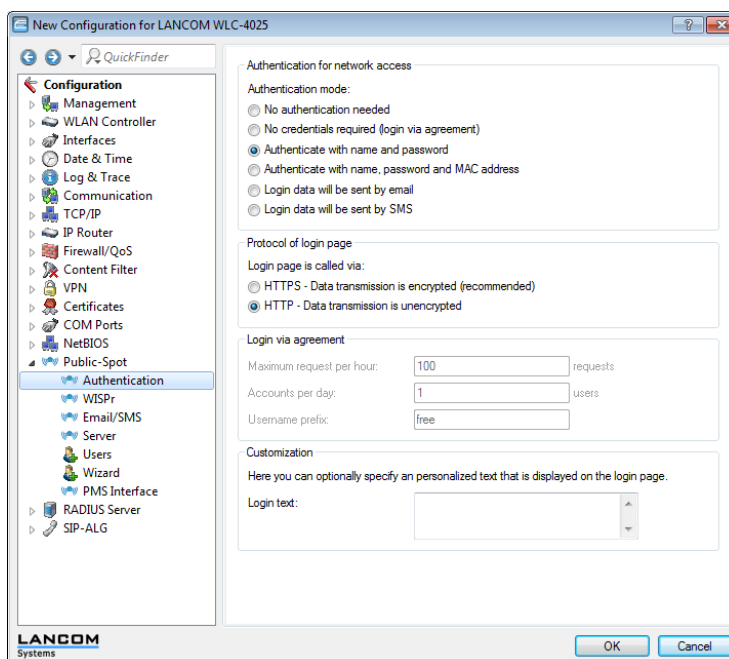 New Configuration for LANCOM WLC-4025
QuickFinder
Configuration
Management
WLAN Controller
Interfaces
Date & Time
Log & Trace
Communication
TCP/IP
IP Router
Firewall/QoS
Content Filter
VPN
Certificates
COM Ports
NetBIOS
Public-Spot
Authentication
WISPr
Email/SMS
Server
Users
Wizard
PMS Interface
RADIUS Server
SIP-ALG
Authentication for network access
Authentication mode:
No authentication needed
No credentials required (login via agreement)
Authenticate with name and password
Authenticate with name, password and MAC address
Login data will be sent by email
Login data will be sent by SMS
Protocol of login page
Login page is called via:
HTTPS - Data transmission is encrypted (recommended)
HTTP - Data transmission is unencrypted
Login via agreement
Maximum request per hour: 100 requests
Accounts per day: 1 users
Username prefix: free
Customization
Here you can optionally specify an personalized text that is displayed on the login page.
Login text:
LANCOM
Systems
OK Cancel